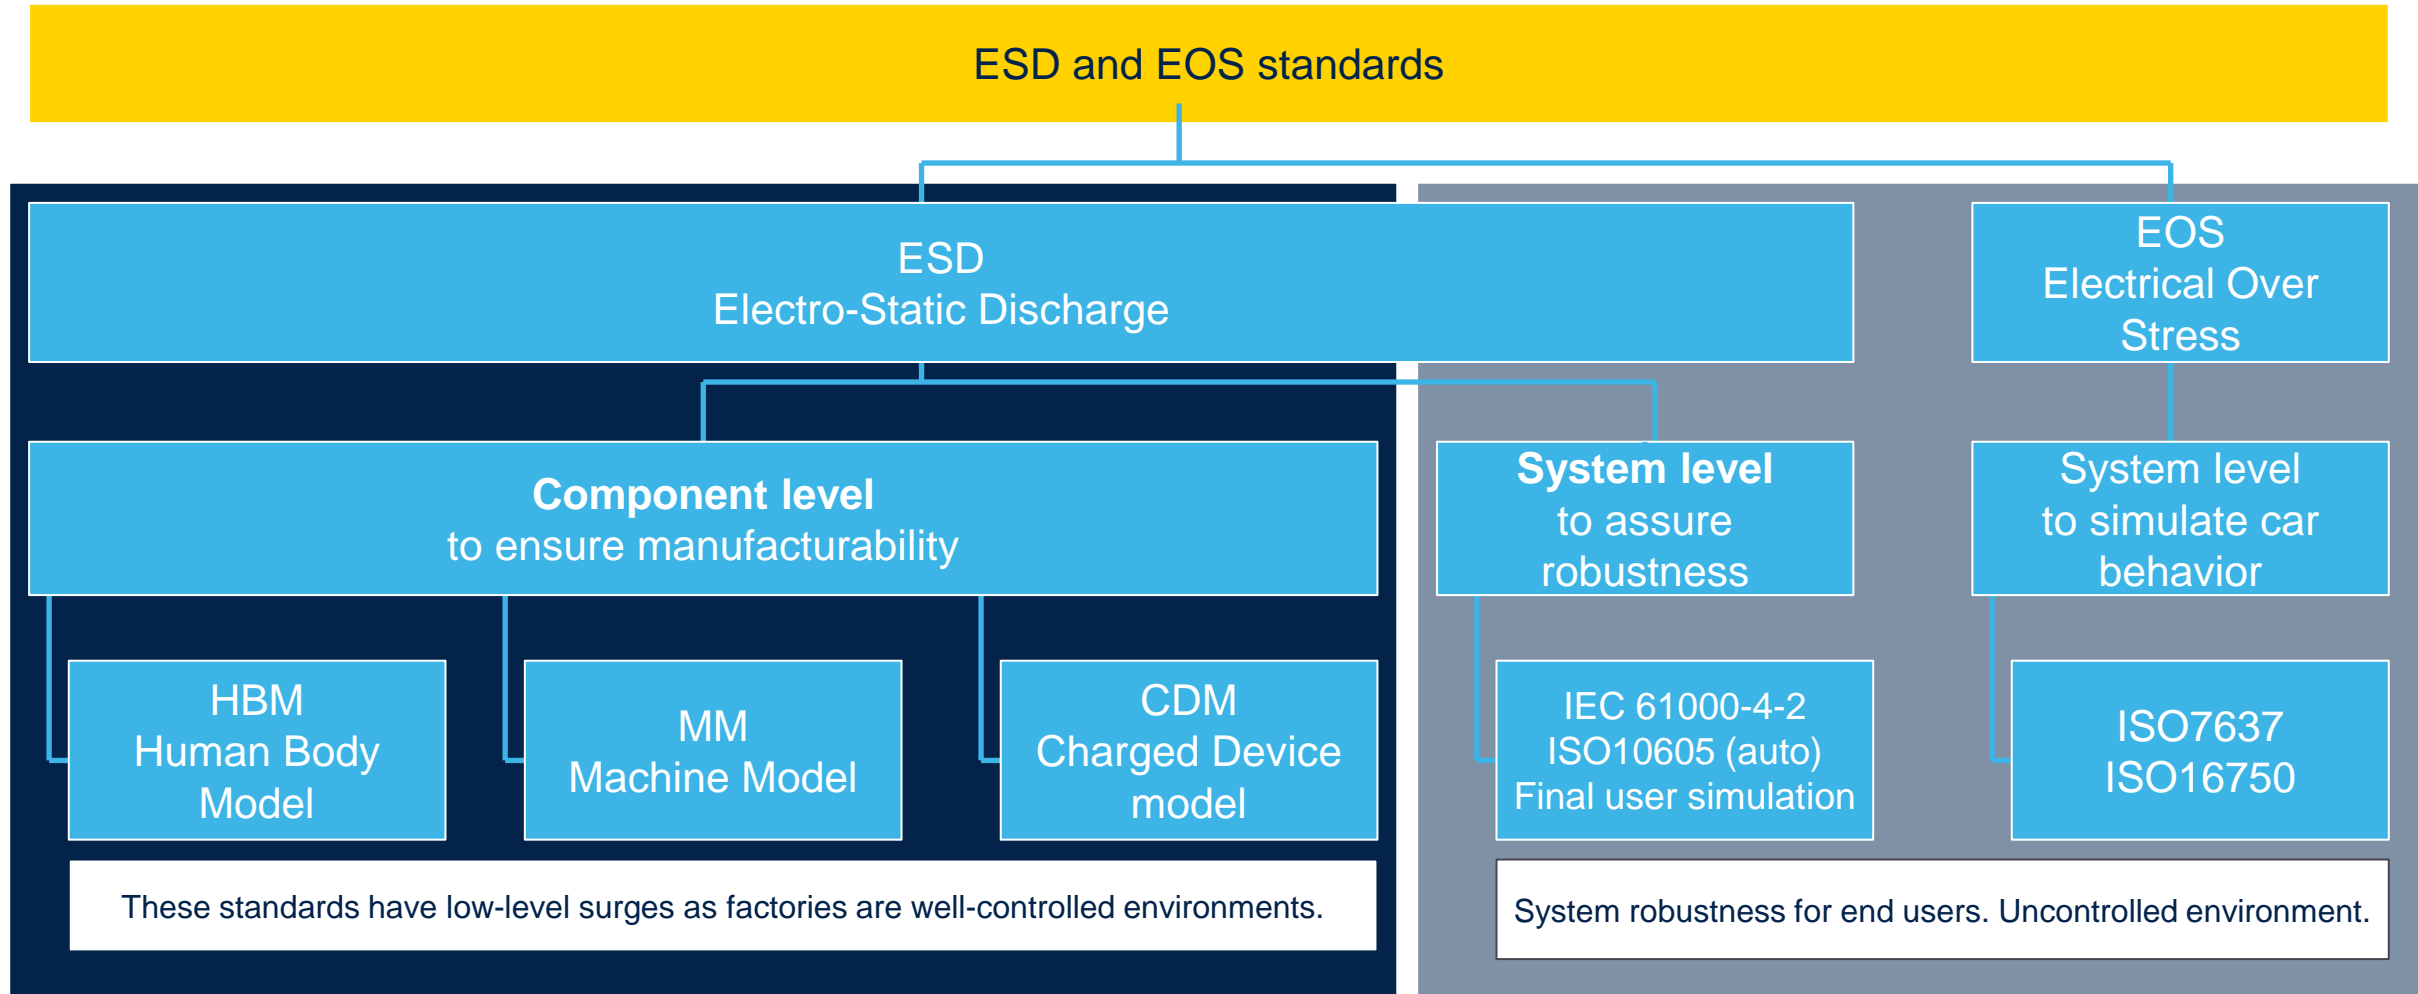 ESD and EOS standards
ESD
Electro-Static Discharge
EOS
Electrical Over
Stress
Component level
to ensure manufacturability
System level
to assure
robustness
System level
to simulate car
behavior
HBM
Human Body
Model
MM
Machine Model
CDM
Charged Device
model
IEC 61000-4-2
ISO10605 (auto)
Final user simulation
ISO7637
ISO16750
These standards have low-level surges as factories are well-controlled environments.
System robustness for end users. Uncontrolled environment.